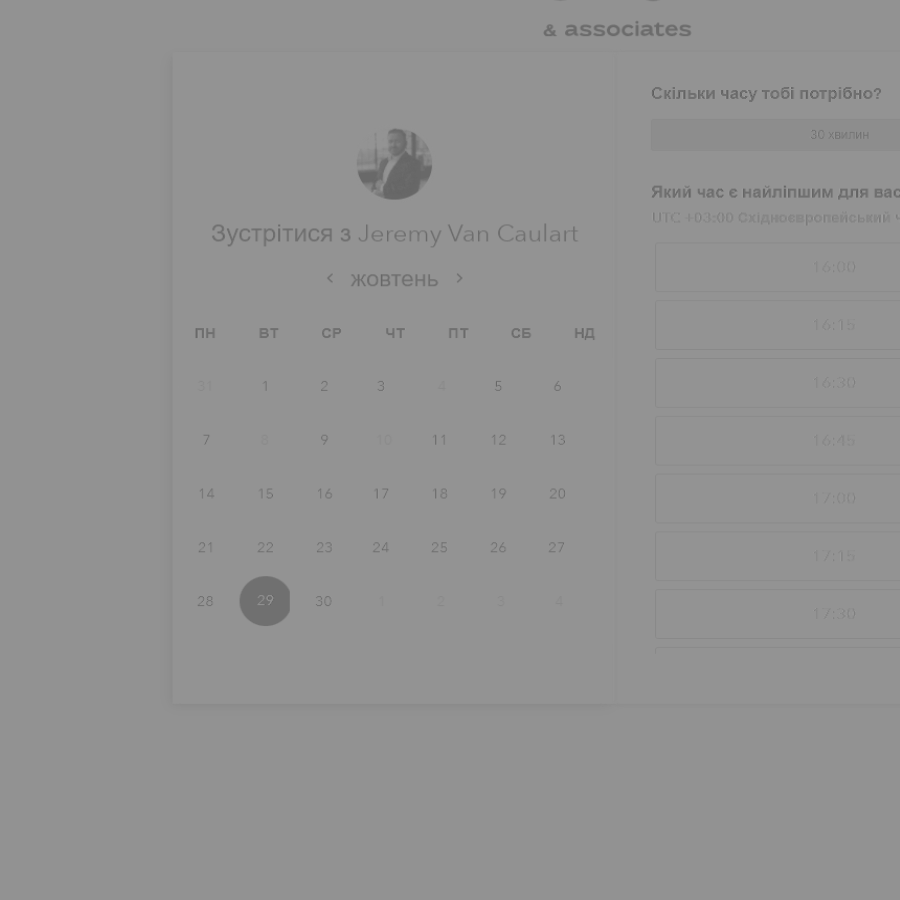 & associates
Зустрітися з Jeremy Van Caulart
жовтень
ПН ВТ СР ЧТ ПТ СБ НД
31 1 2 3 4 5 6
7 8 9 10 11 12 13
14 15 16 17 18 19 20
21 22 23 24 25 26 27
28 29 30 1 2 3 4
Скільки часу тобі потрібно?
30 хвилин
Який час є найліпшим для вас
UTC +03:00 Східноєвропейський
16:00
16:15
16:30
16:45
17:00
17:15
17:30